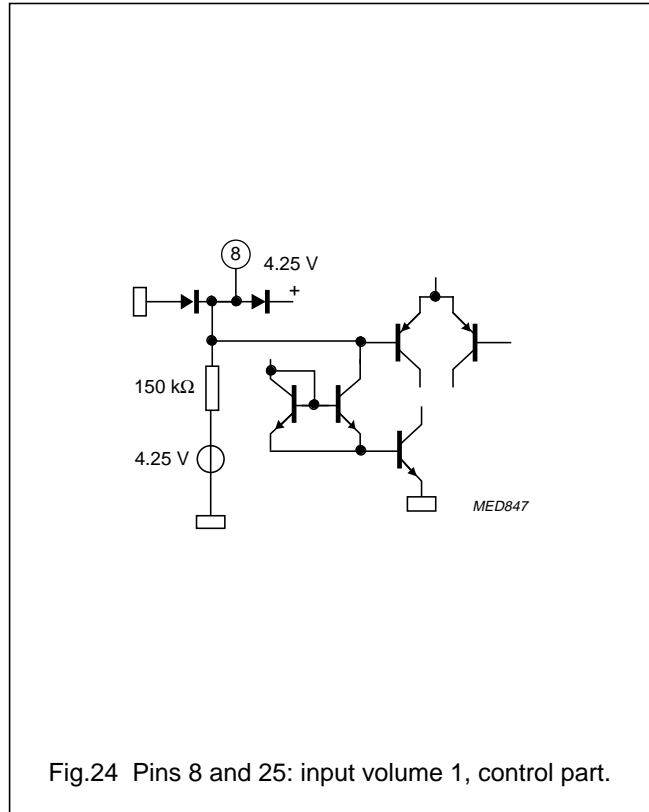 8
4.25 V
+
150 kΩ
4.25 V
MED847
Fig.24 Pins 8 and 25: input volume 1, control part.